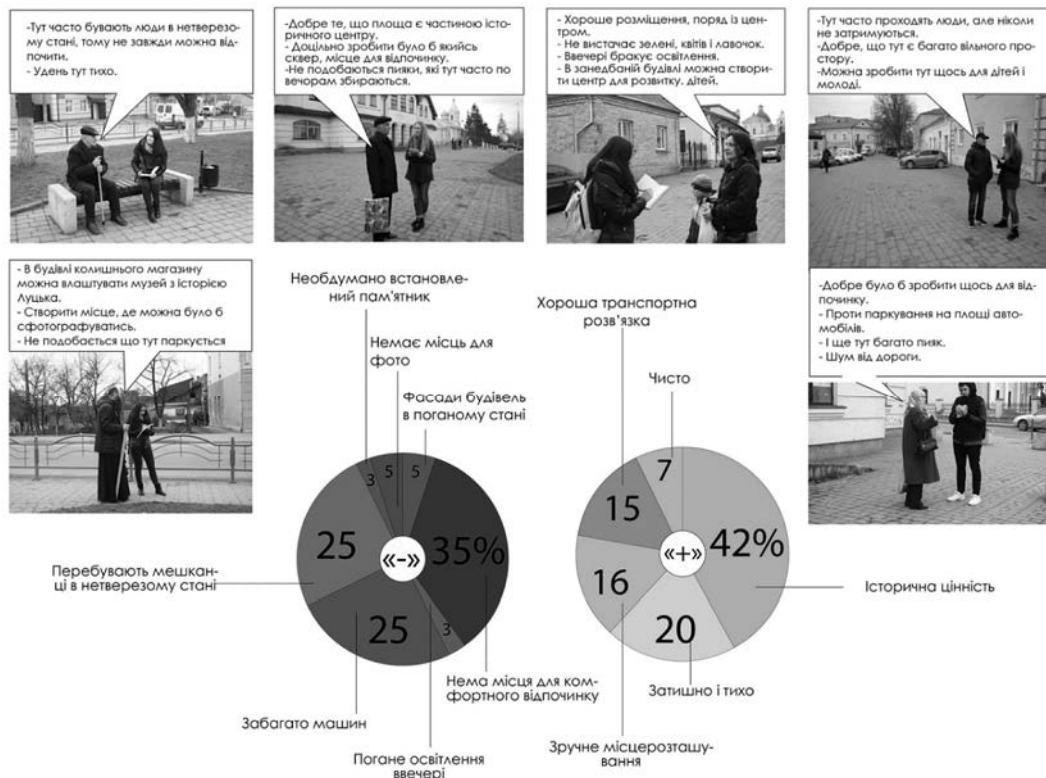 -Тут часто бувають люди в нетверезо-
му стані, тому не завжди можна від-
почити.
- Удень тут тихо.
-Добре те, що площа є частиною істо-
ричного центру.
- Доцільно зробити було б якийсь
сквер, місце для відпочинку.
-Не подобаються пияки, які тут часто по
вечорам збираються.
- Хороше розміщення, поряд із цен-
тром.
- Не вистачає зелені, квітів і лавочок.
- Ввечері бракує освітлення.
- В занедбаній будівлі можна створи-
ти центр для розвитку. дітей.
-Тут часто проходять люди, але ніколи
не затримуються.
-Добре, що тут є багато вільного про-
стору.
-Можна зробити тут щось для дітей і
молоді.
- В будівлі колишнього магазину
можна влаштувати музей з історією
Луцька.
- Створити місце, де можна було б
сфотографуватись.
- Не подобається що тут паркується
-Добре було б зробити щось для від-
починку.
- Проти паркування на площі авто-
мобілів.
- І ще тут багато пияк.
- Шум від дороги.
Необдумано встановле-
ний пам'ятник
Немає місць для
фото
Фасади будівель
в поганому стані
3
5
5
35%
25
«-»
25
3
Перебувають мешкан-
ці в нетверезому стані
Забагато машин
Погане освітлення
ввечері
Нема місця для ком-
фортного відпочинку
Хороша транспортна
розв'язка
Чисто
7
15
42%
«+»
16
20
Історична цінність
Затишно і тихо
Зручне місцерозташу-
вання